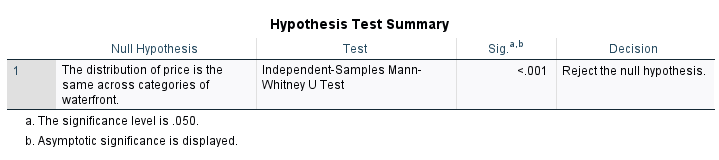 Hypothesis Test Summary
Null Hypothesis Test Sig.a,b Decision
1 The distribution of price is the same across categories of waterfront. Independent-Samples Mann-Whitney U Test <.001 Reject the null hypothesis.
a. The significance level is .050.
b. Asymptotic significance is displayed.